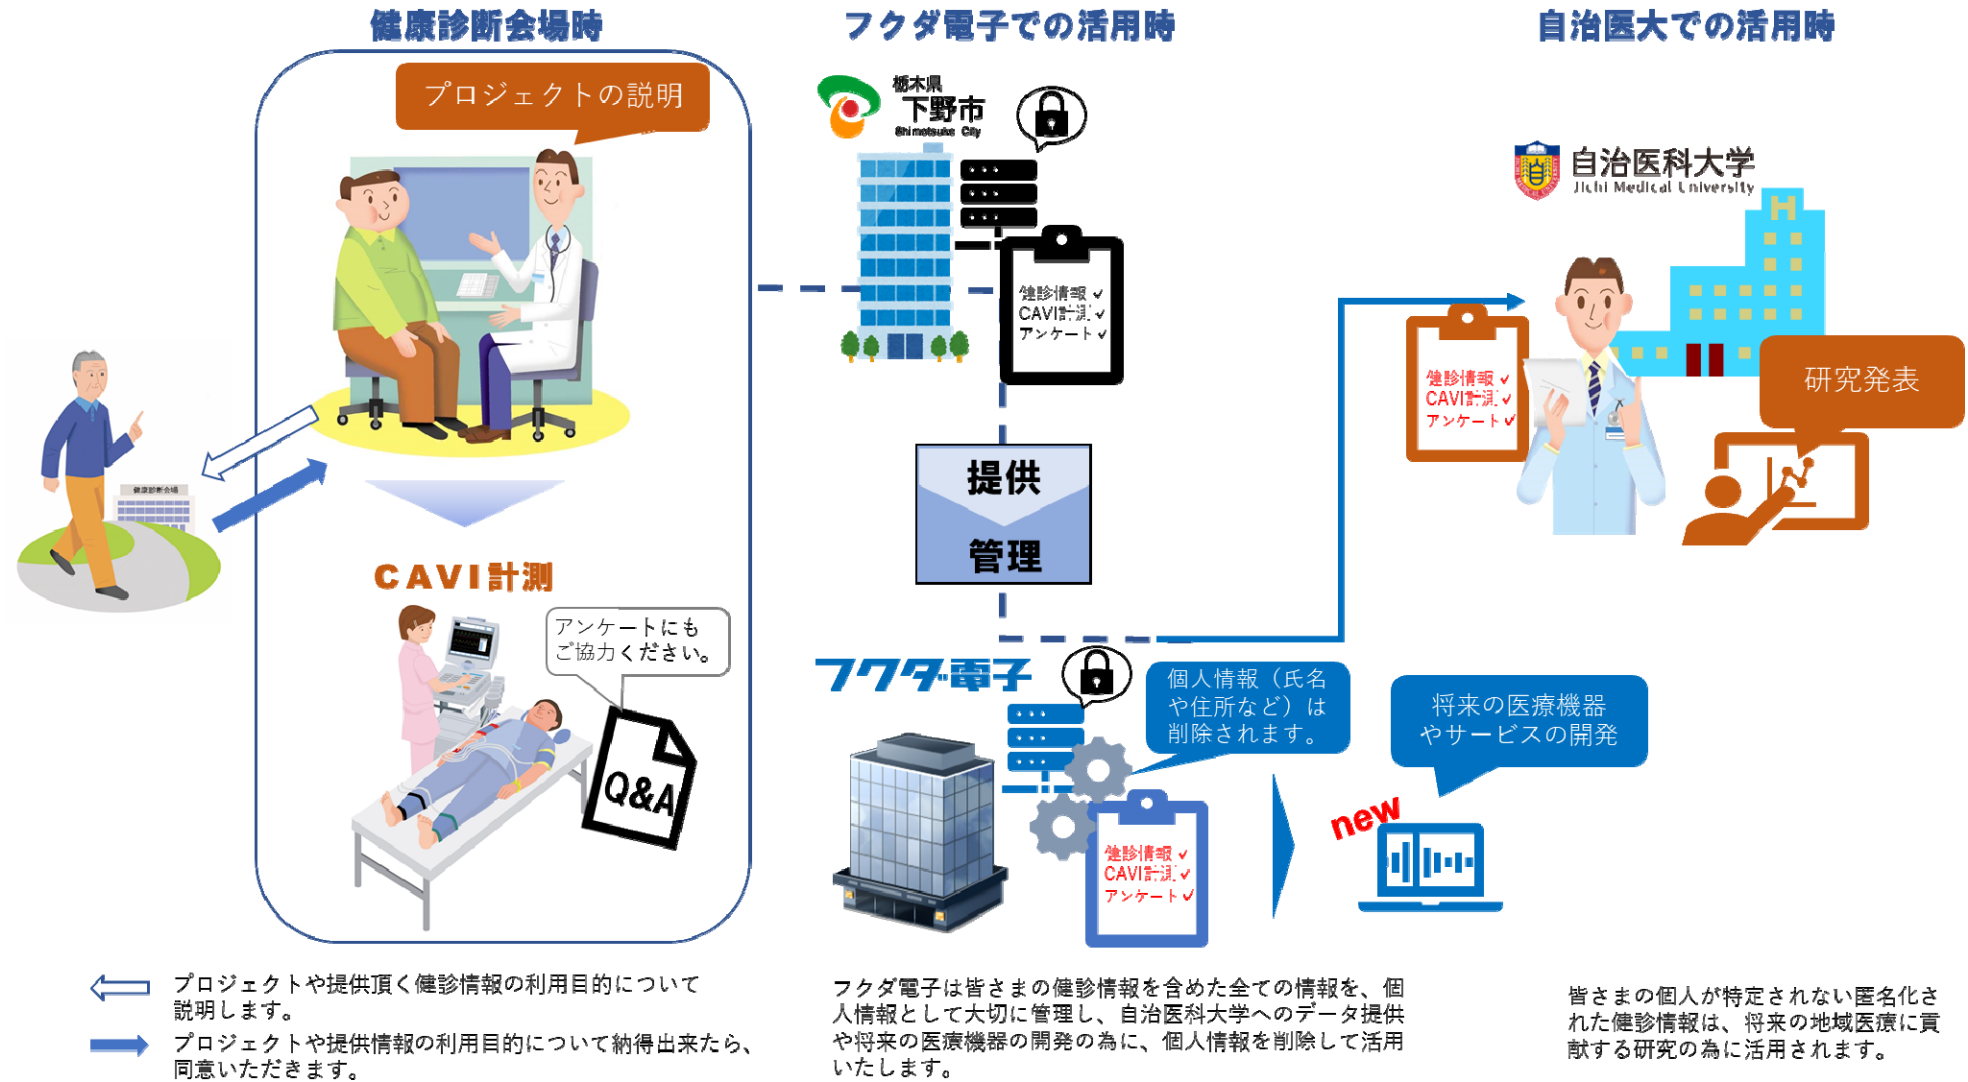 健康診断会場時
プロジェクトの説明
健康診断会場
CAVI計測
アンケートにも
ご協力ください。
Q&A
プロジェクトや提供頂く健診情報の利用目的について
説明します。
プロジェクトや提供情報の利用目的について納得出来たら、
同意いただきます。
フクダ電子での活用時
栃木県
下野市
Shimotsuke City
健診情報 ✓
CAVI計測 ✓
アンケート ✓
提供
管理
フクダ電子
個人情報（氏名
や住所など）は
削除されます。
健診情報 ✓
CAVI計測 ✓
アンケート ✓
将来の医療機器
やサービスの開発
new
フクダ電子は皆さまの健診情報を含めた全ての情報を、個
人情報として大切に管理し、自治医科大学へのデータ提供
や将来の医療機器の開発の為に、個人情報を削除して活用
いたします。
自治医大での活用時
自治医科大学
Jichi Medical University
H
健診情報 ✓
CAVI計測 ✓
アンケート ✓
研究発表
皆さまの個人が特定されない匿名化さ
れた健診情報は、将来の地域医療に貢
献する研究の為に活用されます。